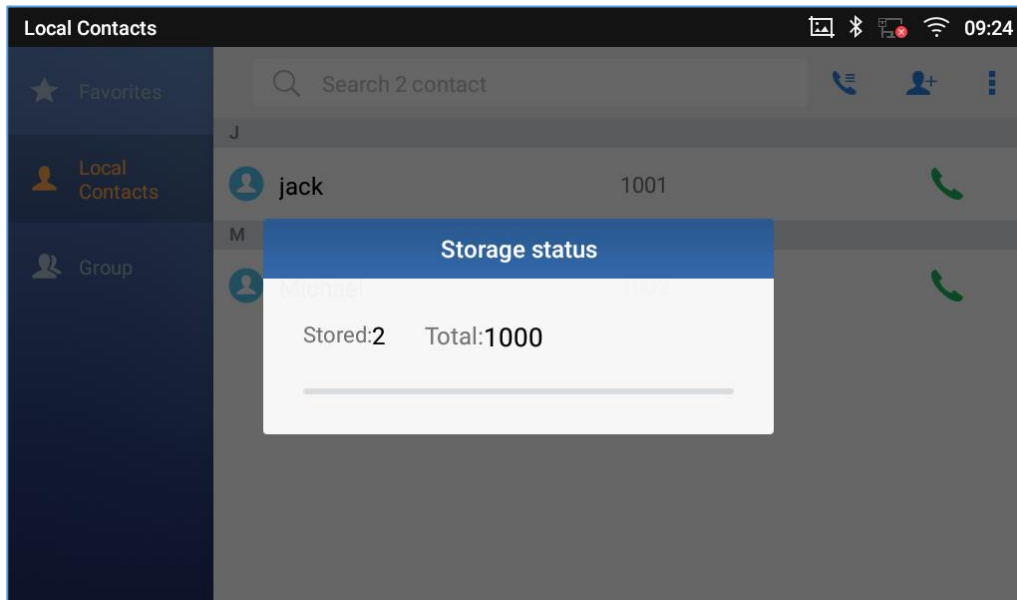 Local Contacts 09:24
Favorites
Search 2 contact
J
Local
Contacts
jack 1001
M
Group
Michael
Storage status
Stored:2 Total:1000